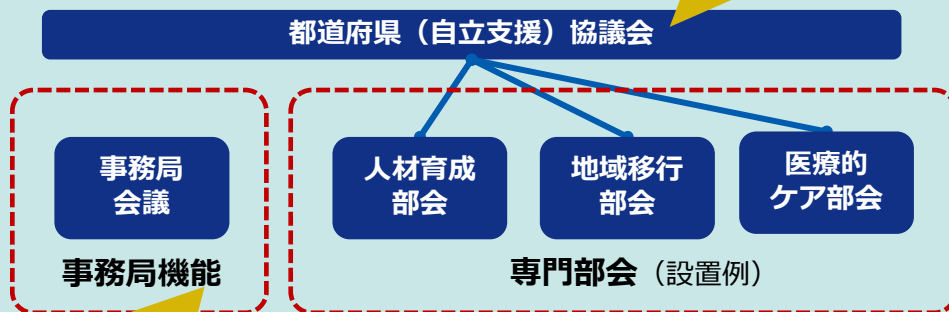 都道府県（自立支援）協議会
事務局
会議
事務局機能
人材育成
部会
地域移行
部会
医療的
ケア部会
専門部会（設置例）